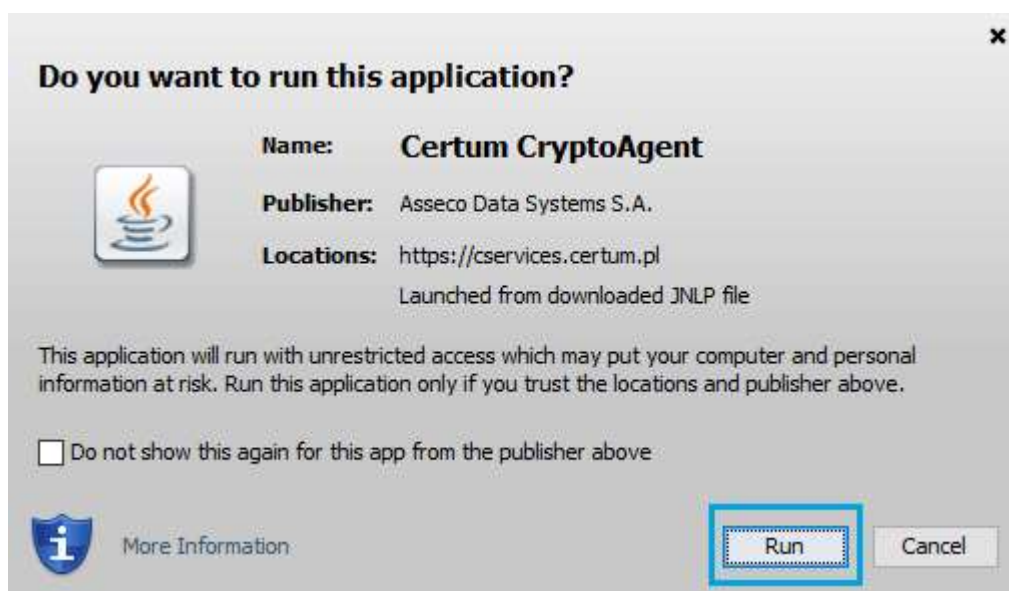 Do you want to run this application?
Name: Certum CryptoAgent
Publisher: Asseco Data Systems S.A.
Locations: https://cservices.certum.pl
Launched from downloaded JNLP file
This application will run with unrestricted access which may put your computer and personal
information at risk. Run this application only if you trust the locations and publisher above.
Do not show this again for this app from the publisher above
More Information
Run
Cancel